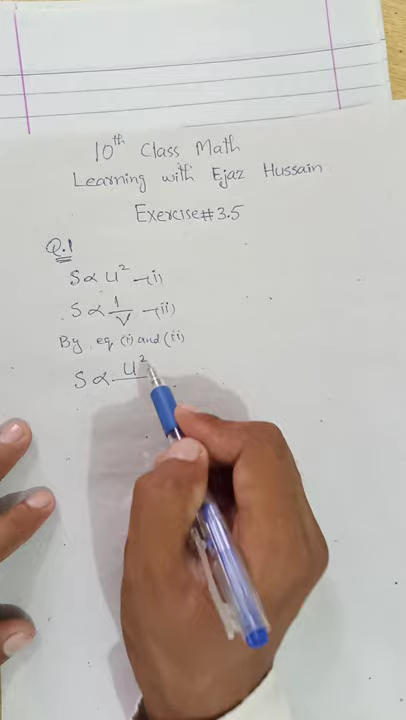 10th Class Math
Learning with Ejaz Hussain
Exercise#3.5
Q.1
S∝U² —(i)
S∝1/V —(ii)
By eq (i) and (ii)
S∝U²/